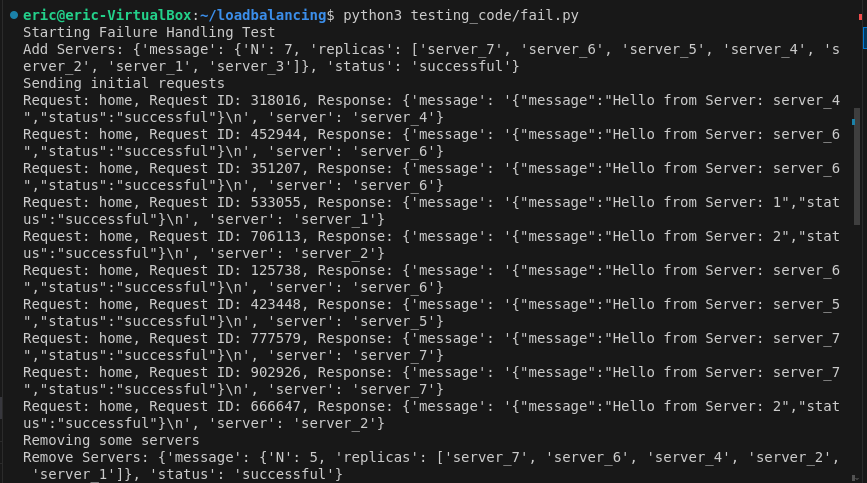 eric@eric-VirtualBox:~/loadbalancing$ python3 testing_code/fail.py
Starting Failure Handling Test
Add Servers: {'message': {'N': 7, 'replicas': ['server_7', 'server_6', 'server_5', 'server_4', 's
erver_2', 'server_1', 'server_3']}, 'status': 'successful'}
Sending initial requests
Request: home, Request ID: 318016, Response: {'message': '{"message":"Hello from Server: server_4
","status":"successful"}\n', 'server': 'server_4'}
Request: home, Request ID: 452944, Response: {'message': '{"message":"Hello from Server: server_6
","status":"successful"}\n', 'server': 'server_6'}
Request: home, Request ID: 351207, Response: {'message': '{"message":"Hello from Server: server_6
","status":"successful"}\n', 'server': 'server_6'}
Request: home, Request ID: 533055, Response: {'message': '{"message":"Hello from Server: 1","stat
us":"successful"}\n', 'server': 'server_1'}
Request: home, Request ID: 706113, Response: {'message': '{"message":"Hello from Server: 2","stat
us":"successful"}\n', 'server': 'server_2'}
Request: home, Request ID: 125738, Response: {'message': '{"message":"Hello from Server: server_6
","status":"successful"}\n', 'server': 'server_6'}
Request: home, Request ID: 423448, Response: {'message': '{"message":"Hello from Server: server_5
","status":"successful"}\n', 'server': 'server_5'}
Request: home, Request ID: 777579, Response: {'message': '{"message":"Hello from Server: server_7
","status":"successful"}\n', 'server': 'server_7'}
Request: home, Request ID: 902926, Response: {'message': '{"message":"Hello from Server: server_7
","status":"successful"}\n', 'server': 'server_7'}
Request: home, Request ID: 666647, Response: {'message': '{"message":"Hello from Server: 2","stat
us":"successful"}\n', 'server': 'server_2'}
Removing some servers
Remove Servers: {'message': {'N': 5, 'replicas': ['server_7', 'server_6', 'server_4', 'server_2',
 'server_1']}, 'status': 'successful'}